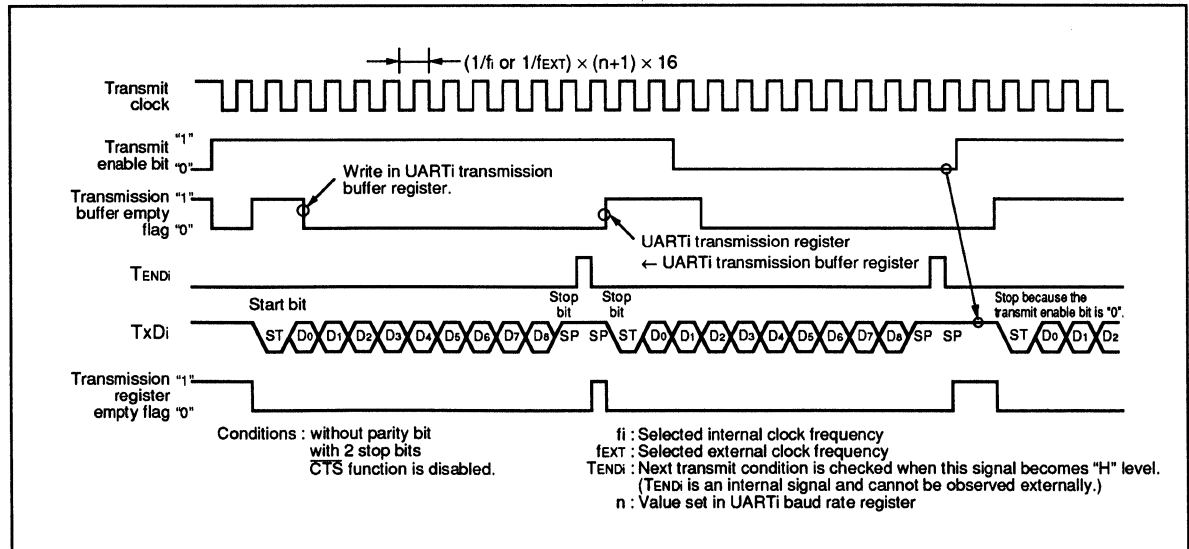 (1/fi or 1/fEXT) × (n+1) × 16
Transmit
clock
Transmit "1"
enable bit "0"
Write in UARTi transmission
buffer register.
Transmission "1"
buffer empty
flag "0"
UARTi transmission register
← UARTi transmission buffer register
TENDi
Start bit
Stop bit
Stop bit
Stop because the
transmit enable bit is "0".
TxDi
ST D0 D1 D2 D3 D4 D5 D6 D7 D8 SP SP ST D0 D1 D2 D3 D4 D5 D6 D7 D8 SP SP ST D0 D1 D2
Transmission "1"
register
empty flag "0"
Conditions : without parity bit
with 2 stop bits
CTS function is disabled.
fi : Selected internal clock frequency
fEXT : Selected external clock frequency
TENDi : Next transmit condition is checked when this signal becomes "H" level.
(TENDi is an internal signal and cannot be observed externally.)
n : Value set in UARTi baud rate register